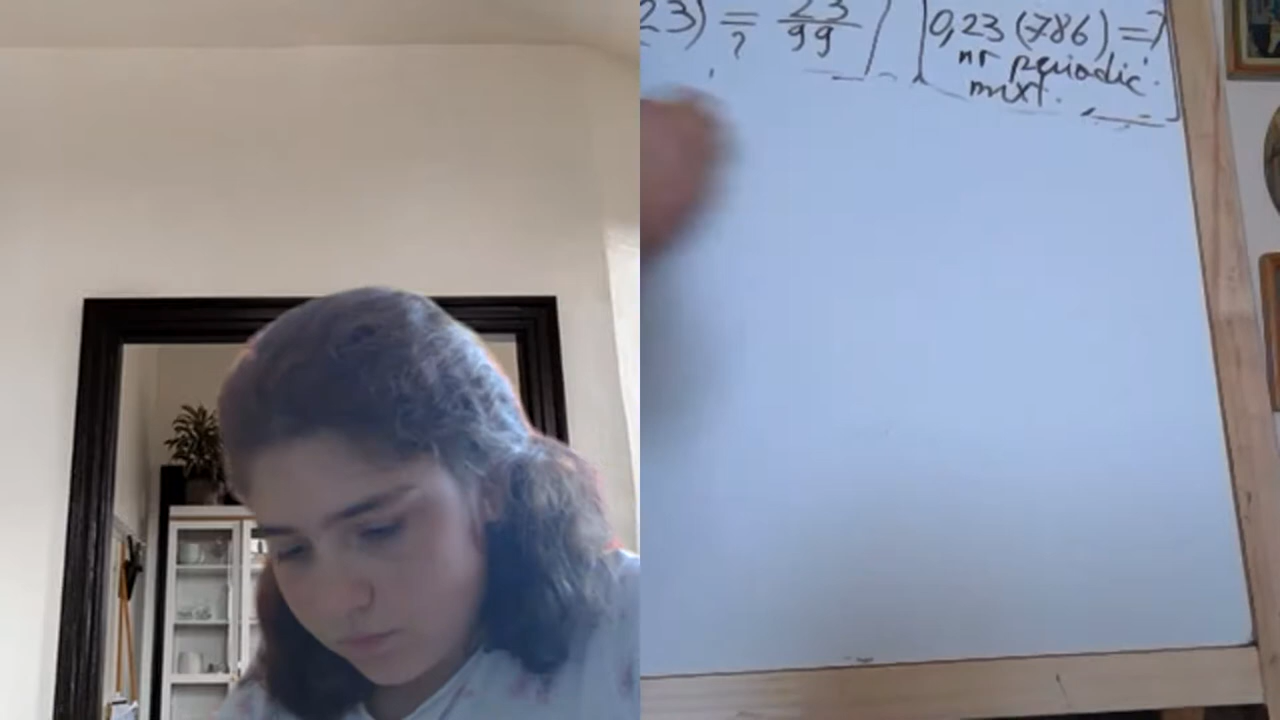 23) = 23/99 | 0,23 (786) = ?
?
nr periodic
mixt.